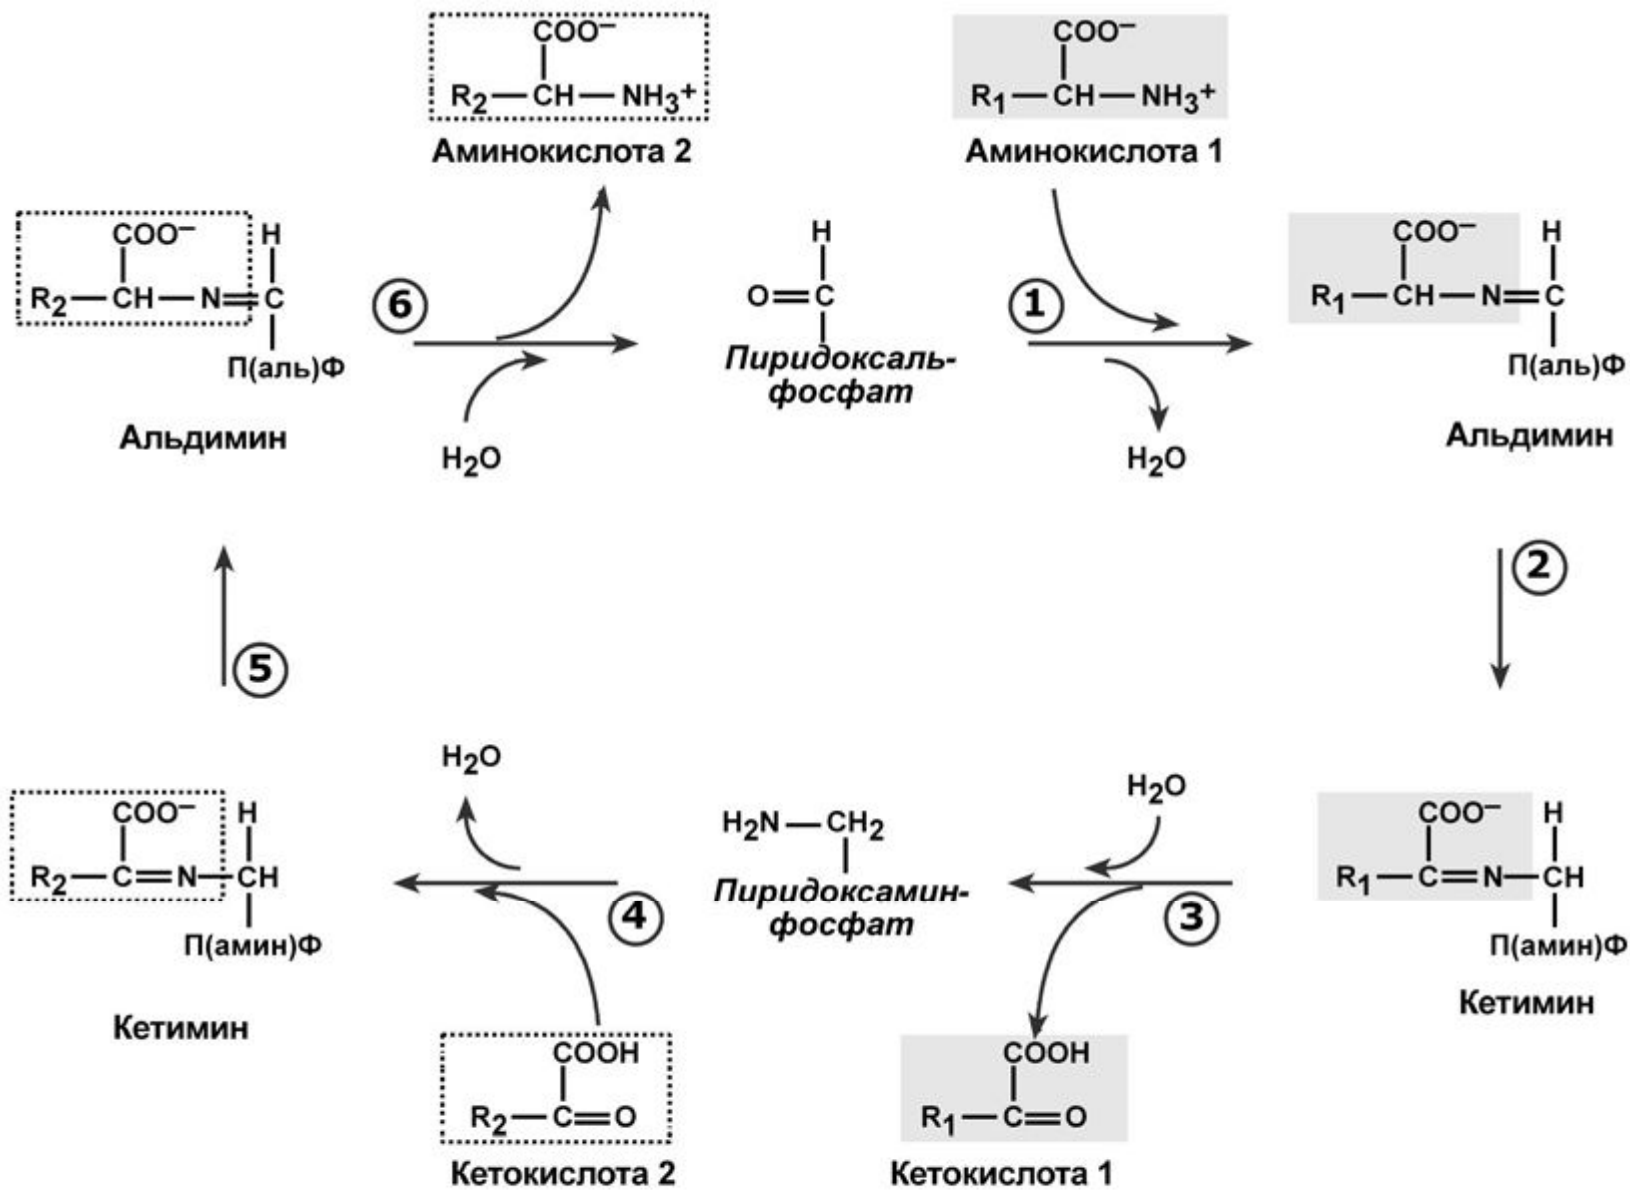 COO–
R2—CH—NH3+
Аминокислота 2
COO–
R1—CH—NH3+
Аминокислота 1
COO–
H
R2—CH—N=C
П(аль)Ф
Альдимин
6
H2O
H
O=C
Пиридоксаль-
фосфат
1
H2O
COO–
H
R1—CH—N=C
П(аль)Ф
Альдимин
5
2
COO–
H
R2—C=N—CH
П(амин)Ф
Кетимин
H2O
4
H2N—CH2
Пиридоксамин-
фосфат
H2O
3
COO–
H
R1—C=N—CH
П(амин)Ф
Кетимин
COOH
R2—C=O
Кетокислота 2
COOH
R1—C=O
Кетокислота 1